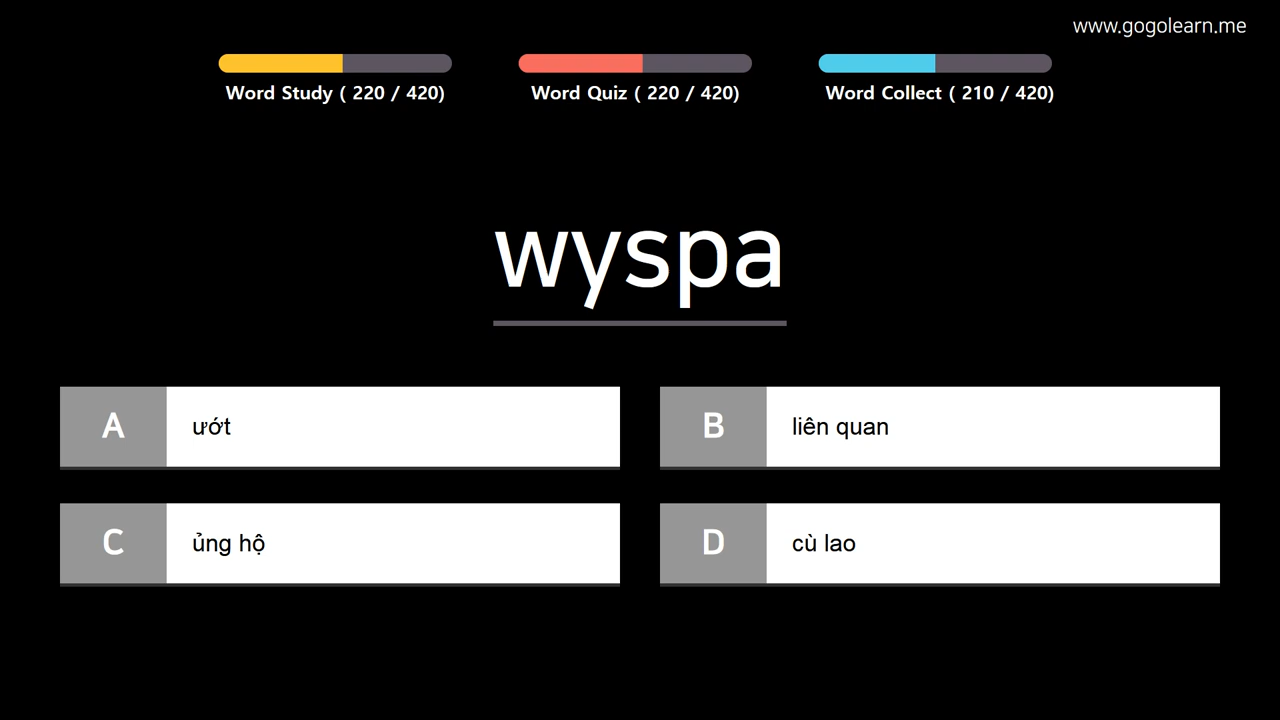 www.gogolearn.me
Word Study ( 220 / 420)
Word Quiz ( 220 / 420)
Word Collect ( 210 / 420)
wyspa
A
ướt
B
liên quan
C
ủng hộ
D
cù lao